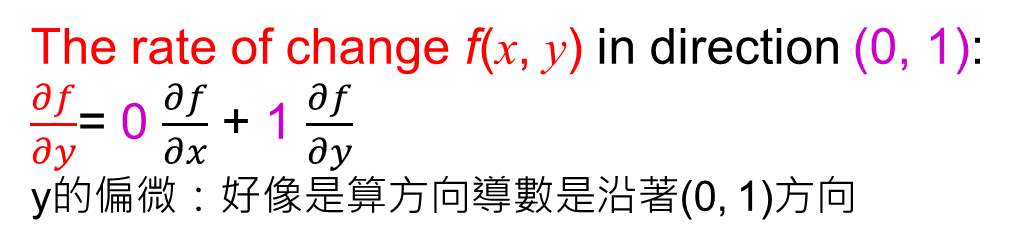 The rate of change f(x, y) in direction (0, 1):
∂f/∂y = 0 ∂f/∂x + 1 ∂f/∂y
y的偏微：好像是算方向導數是沿著(0, 1)方向